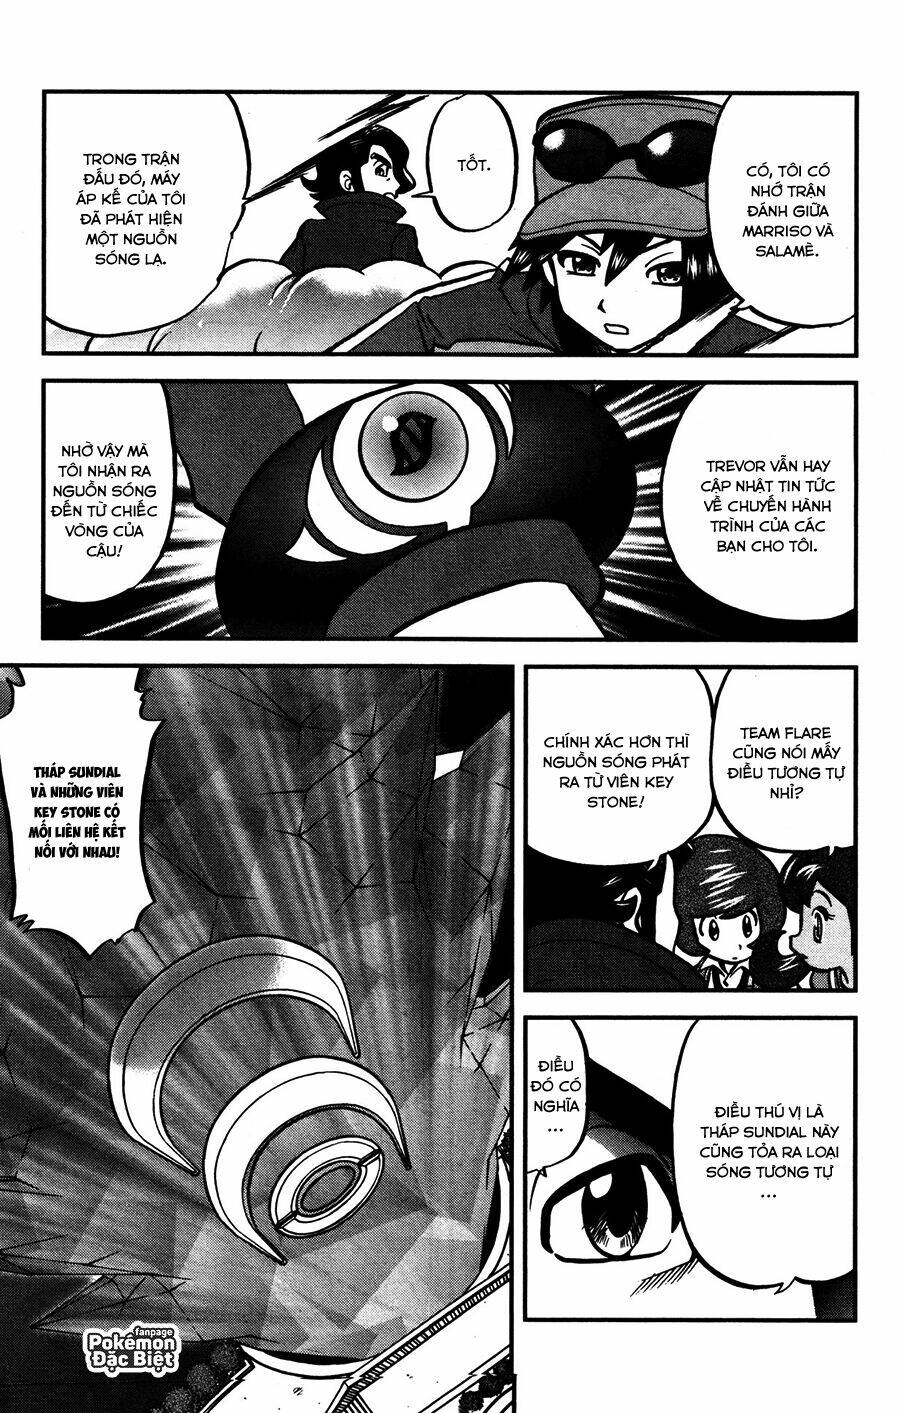 CÓ, TÔI CÓ
NHỚ TRẬN
ĐÁNH GIỮA
MARRISO VÀ
SALAMÈ.
TỐT.
TRONG TRẬN
ĐẤU ĐÓ, MÁY
ÁP KẾ CỦA TÔI
ĐÃ PHÁT HIỆN
MỘT NGUỒN
SÓNG LẠ.
TREVOR VẪN HAY
CẬP NHẬT TIN TỨC
VỀ CHUYẾN HÀNH
TRÌNH CỦA CÁC
BẠN CHO TÔI.
NHỜ VẬY MÀ
TÔI NHẬN RA
NGUỒN SÓNG
ĐẾN TỪ CHIẾC
VÒNG CỦA
CẬU!
TEAM FLARE
CŨNG NÓI MẤY
ĐIỀU TƯƠNG TỰ
NHỈ?
CHÍNH XÁC HƠN THÌ
NGUỒN SÓNG PHÁT
RA TỪ VIÊN KEY
STONE!
ĐIỀU THÚ VỊ LÀ
THÁP SUNDIAL NÀY
CŨNG TỎA RA LOẠI
SÓNG TƯƠNG TỰ
...
ĐIỀU
ĐÓ CÓ
NGHĨA
...
THÁP SUNDIAL
VÀ NHỮNG VIÊN
KEY STONE CÓ
MỐI LIÊN HỆ KẾT
NỐI VỚI NHAU!
fanpage
Pokémon
Đặc Biệt